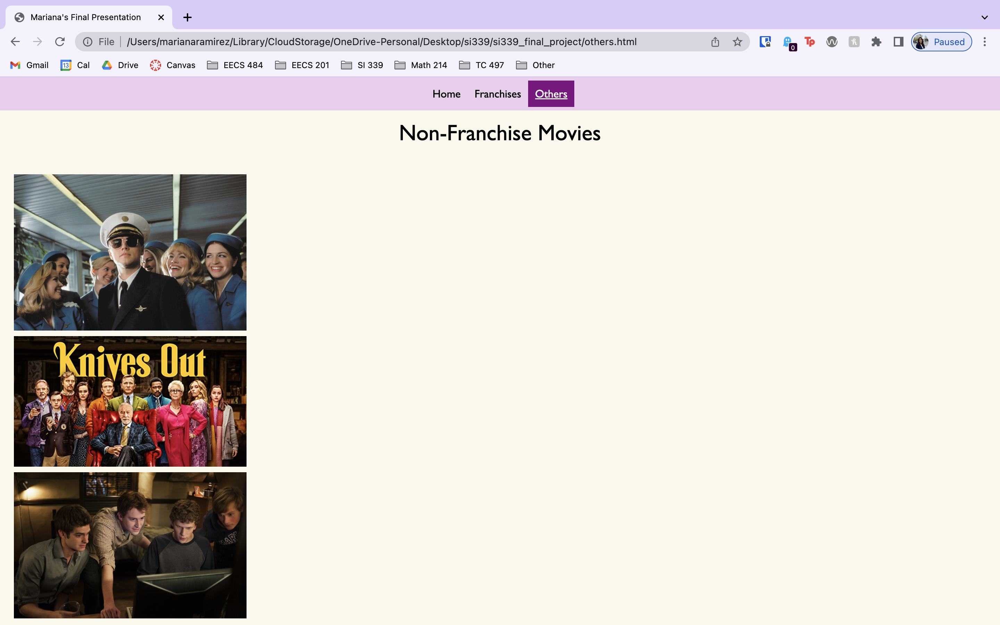 Mariana's Final Presentation
File /Users/marianaramirez/Library/CloudStorage/OneDrive-Personal/Desktop/si339/si339_final_project/others.html
Tp
h
0
Paused
Gmail
13
Cal
Drive
Canvas
EECS 484
EECS 201
SI 339
Math 214
TC 497
Other
Home
Franchises
Others
Non-Franchise Movies
Knives Out